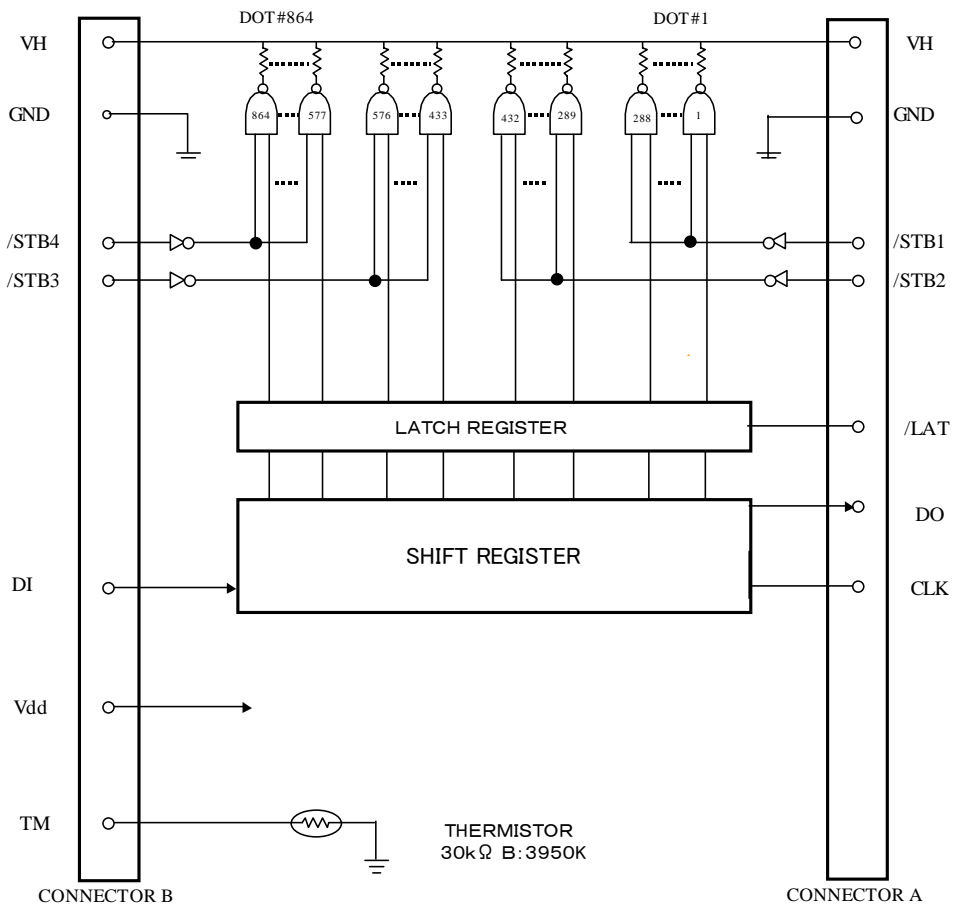 DOT#864 DOT#1
VH VH
864 577 576 433 432 289 288 1
GND GND
/STB4 /STB1
/STB3 /STB2
LATCH REGISTER /LAT
DO
SHIFT REGISTER
DI CLK
Vdd
TM
THERMISTOR
30kΩ B:3950K
CONNECTOR B CONNECTOR A